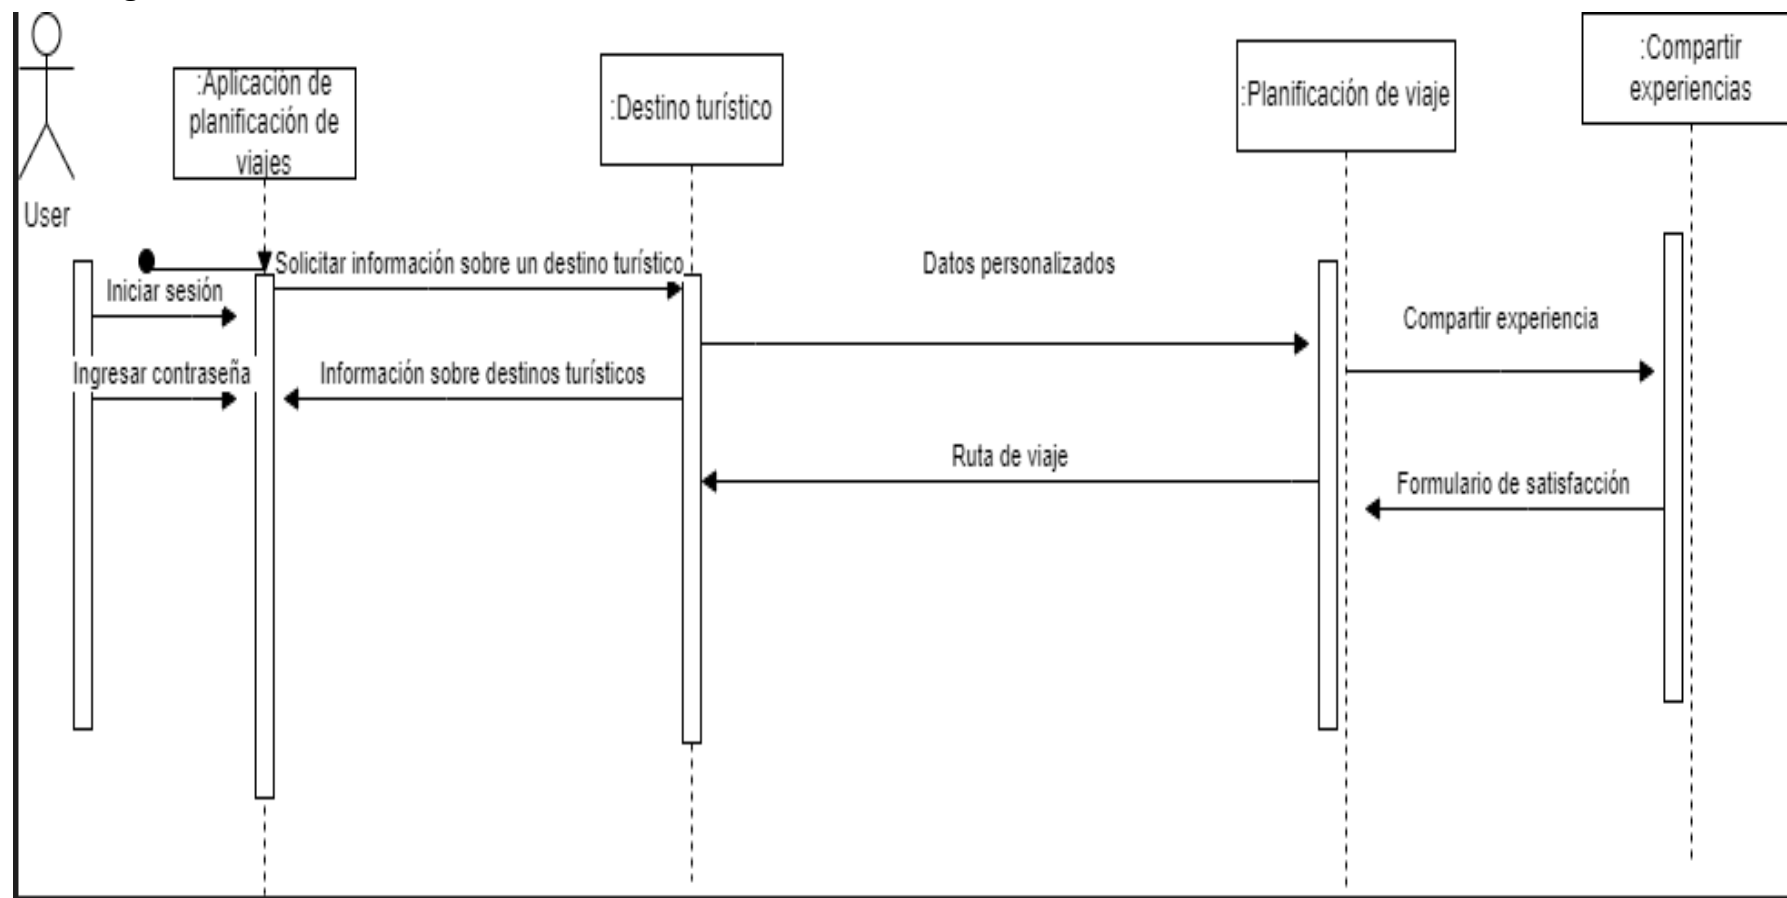 :Aplicación de
planificación de
viajes
:Destino turístico
:Planificación de viaje
:Compartir
experiencias
User
Solicitar información sobre un destino turístico
Datos personalizados
Iniciar sesión
Compartir experiencia
Ingresar contraseña
Información sobre destinos turísticos
Ruta de viaje
Formulario de satisfacción